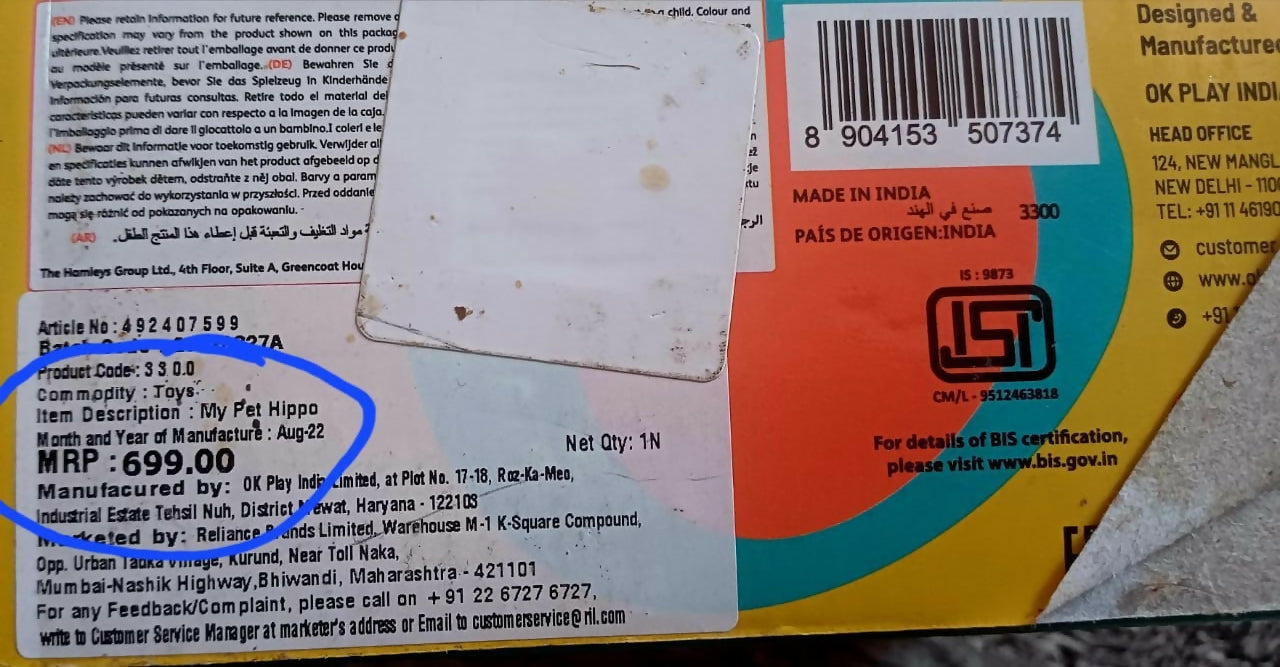 (EN) Please retain Information for future reference. Please remove
specification may vary from the product shown on this
ultérieure. Veuillez retirer tout l'emballage avant de donner ce
au modèle présenté sur l'emballage. (DE) Bewahren Sie
Verpackungselemente, bevor Sie das Spielzeug in Kinderhände
Información para futuras consultas. Retire todo el material
características pueden variar con respecto a la imagen de la caja.
l'imballaggio prima di dare il giocattolo a un bambino. I colori e le
(NL) Bewaar dit informatie voor toekomstig gebruik. Verwijder
en specificaties kunnen afwijken van het product afgebeeld op
dáte tento výrobek dětem, odstraňte z něj obal. Barvy a
należy zachować do wykorzystania w przyszłości. Przed
mogą się różnić od pokazanych na opakowaniu.
(AR) مواد التغليف والتعبئة قبل إعطاء هذا المنتج الطفل.
The Hamleys Group Ltd., 4th Floor, Suite A, Greencoat
child. Colour and
Article No : 492407599
Product Code : 3300
Commodity : Toys
Item Description : My Pet Hippo
Month and Year of Manufacture : Aug-22
MRP : 699.00
Net Qty: 1N
Manufacured by: OK Play India Limited, at Plot No. 17-18, Roz-Ka-Meo,
Industrial Estate Tehsil Nuh, District Mewat, Haryana - 122103
Marketed by: Reliance Brands Limited, Warehouse M-1 K-Square Compound,
Opp. Urban Tadka Village, Kurund, Near Toll Naka,
Mumbai-Nashik Highway,Bhiwandi, Maharashtra - 421101
For any Feedback/Complaint, please call on +91 22 6727 6727,
write to Customer Service Manager at marketer's address or Email to customerservice@ril.com
8 904153 507374
MADE IN INDIA
صنع في الهند 3300
PAÍS DE ORIGEN:INDIA
IS : 9873
ISI
CM/L - 9512463818
For details of BIS certification,
please visit www.bis.gov.in
Designed &
OK PLAY
HEAD OFFICE
124, NEW
NEW DELHI -
TEL: +91 11
+91